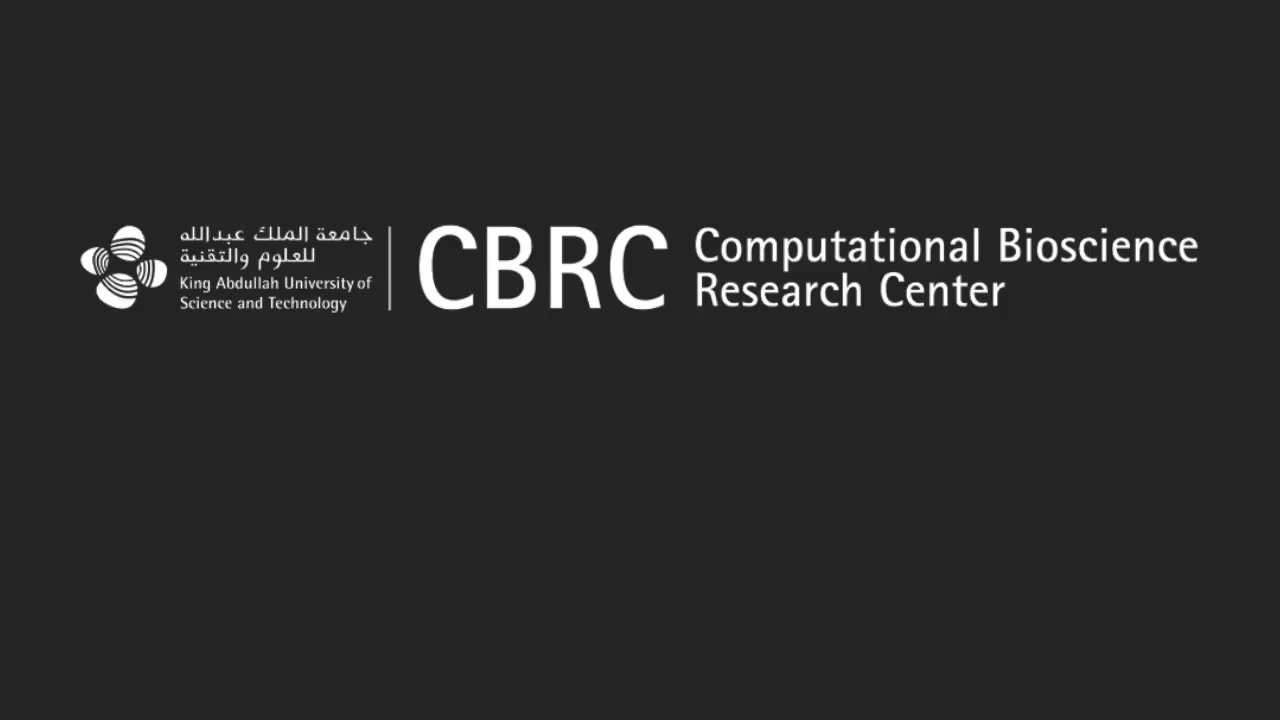 جامعة الملك عبدالله
للعلوم والتقنية
King Abdullah University of
Science and Technology
CBRC
Computational Bioscience
Research Center